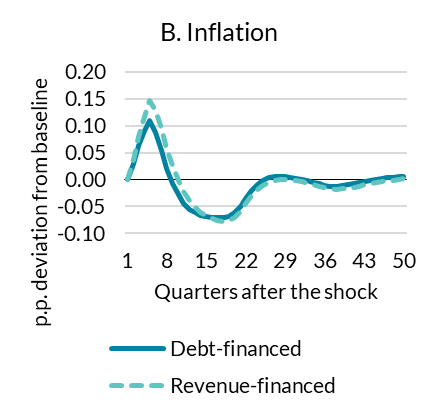 B. Inflation
p.p. deviation from baseline
0.20
0.15
0.10
0.05
0.00
-0.05
-0.10
1 8 15 22 29 36 43 50
Quarters after the shock
Debt-financed
Revenue-financed